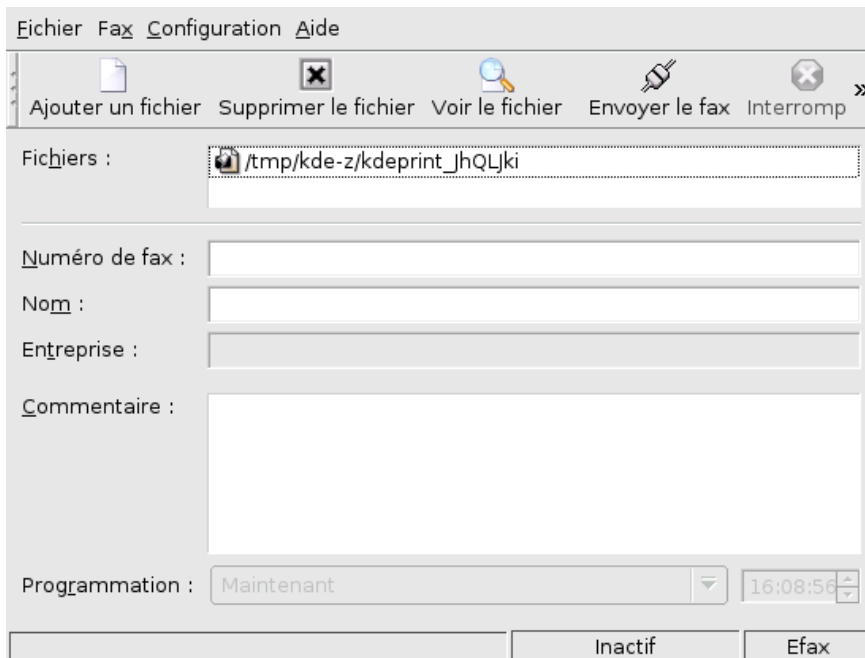 Fichier Fax Configuration Aide
Ajouter un fichier Supprimer le fichier Voir le fichier Envoyer le fax Interromp »
Fichiers : /tmp/kde-z/kdeprint_JhQLJki
Numéro de fax :
Nom :
Entreprise :
Commentaire :
Programmation : Maintenant 16:08:56
Inactif Efax